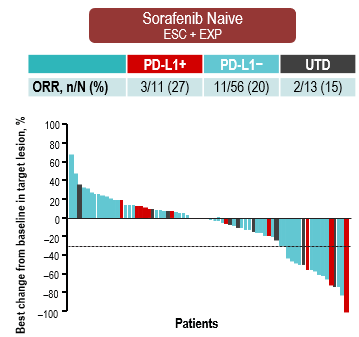 Sorafenib Naive
ESC + EXP
PD-L1+ PD-L1− UTD
ORR, n/N (%) 3/11 (27) 11/56 (20) 2/13 (15)
Best change from baseline in target lesion, %
100
80
60
40
20
0
−20
−40
−60
−80
−100
Patients